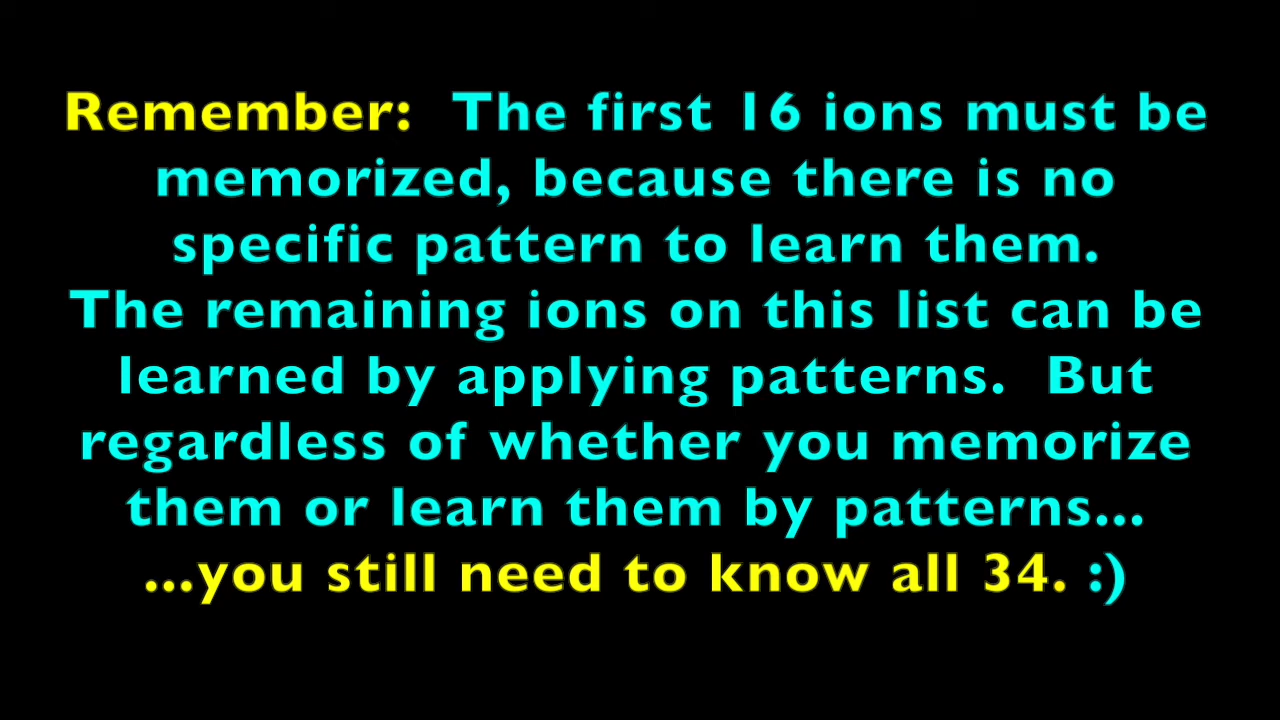 Remember: The first 16 ions must be
memorized, because there is no
specific pattern to learn them.
The remaining ions on this list can be
learned by applying patterns. But
regardless of whether you memorize
them or learn them by patterns...
...you still need to know all 34. :)